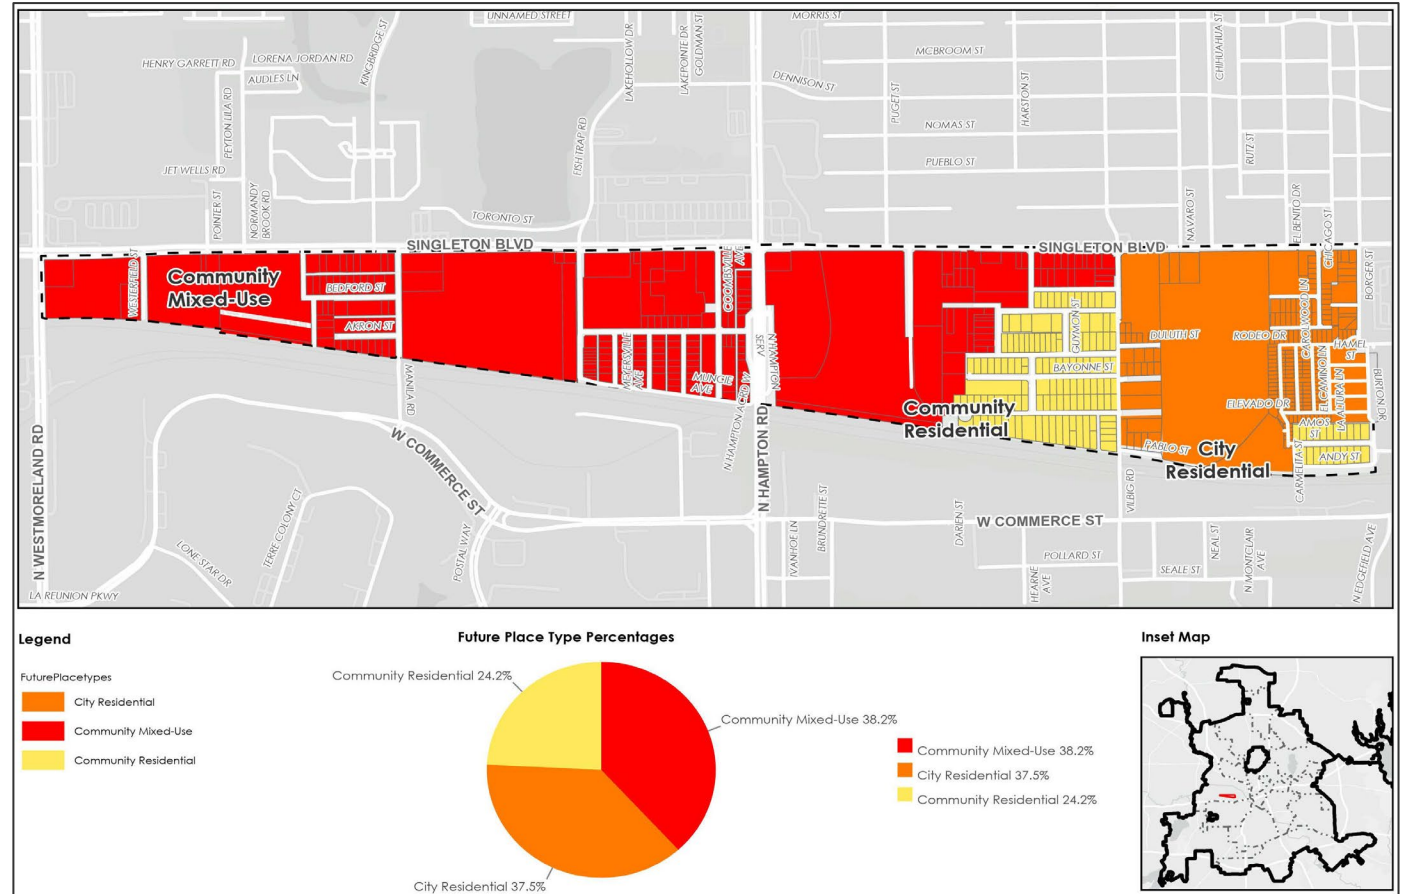 UNNAMED STREET
MORRIS ST
LORENA JORDAN RD
HENRY GARRETT RD
AUDLES LN
KINGBRIDGE ST
LAKEHOLLOW DR
LAKEPOINTE DR
GOLDMAN ST
MCBROOM ST
CHIHUAHUA ST
DENNISON ST
PUGET ST
HARSTON ST
PEYTON LILA RD
NOMAS ST
FISH TRAP RD
RUTZ ST
JET WELLS RD
PUEBLO ST
POINTER ST
NORMANDY
BROOK RD
TORONTO ST
NAVARO ST
ELBENITO DR
CHICAGO ST
SINGLETON BLVD
SINGLETON BLVD
WESTERFIELD ST
Community
Mixed-Use
BEDFORD ST
AKRON ST
COOMBSVILLE
AVE
BORGER ST
GUYMON ST
DULUTH ST
RODEO DR
CAROLWOOD LN
HAMEL
ST
MEYERSVILLE
AVE
MUNCIE
AVE
N HAMPTON
SERV
N HAMPTON ACRD W
BAYONNE ST
EL CAMINO LN
LA ALTURA LN
BURTON DR
MANILA RD
Community
Residential
ELEVADO DR
AMOS
ST
PABLO ST
City
Residential
CARMELITA ST
ANDY ST
N WESTMORELAND RD
W COMMERCE ST
N HAMPTON RD
VILBIG RD
LONE STAR DR
TERRE COLONY CT
POSTAL WAY
IVANHOE LN
BRUNDRETTE ST
DARIEN ST
W COMMERCE ST
POLLARD ST
HEARNE
AVE
SEALE ST
NEAL ST
N MONTCLAIR
AVE
N EDGEFIELD AVE
LA REUNION PKWY
Legend
FuturePlacetypes
City Residential
Community Mixed-Use
Community Residential
Future Place Type Percentages
Community Residential 24.2%
Community Mixed-Use 38.2%
City Residential 37.5%
Community Mixed-Use 38.2%
City Residential 37.5%
Community Residential 24.2%
Inset Map